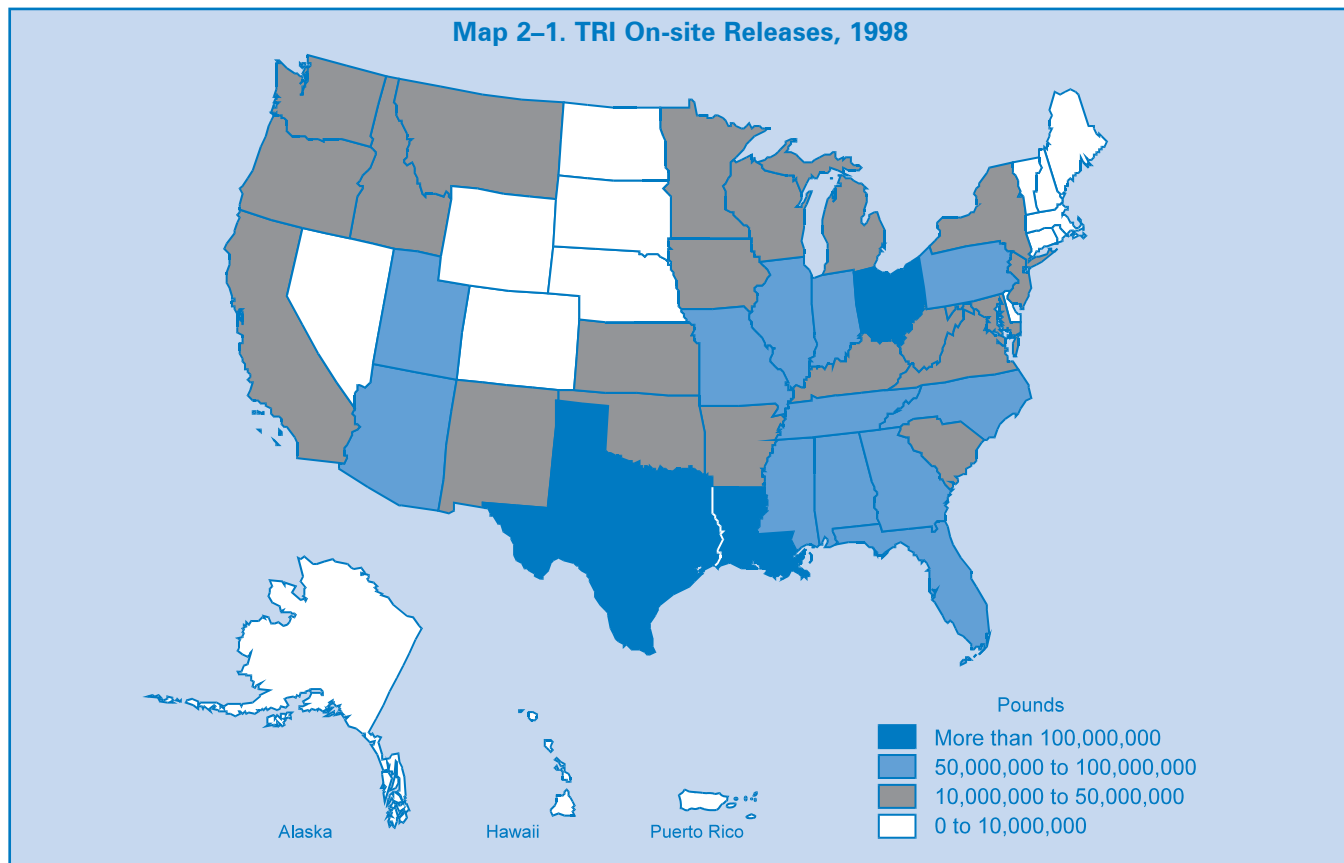 Map 2–1. TRI On-site Releases, 1998
Pounds
More than 100,000,000
50,000,000 to 100,000,000
10,000,000 to 50,000,000
0 to 10,000,000
Alaska
Hawaii
Puerto Rico